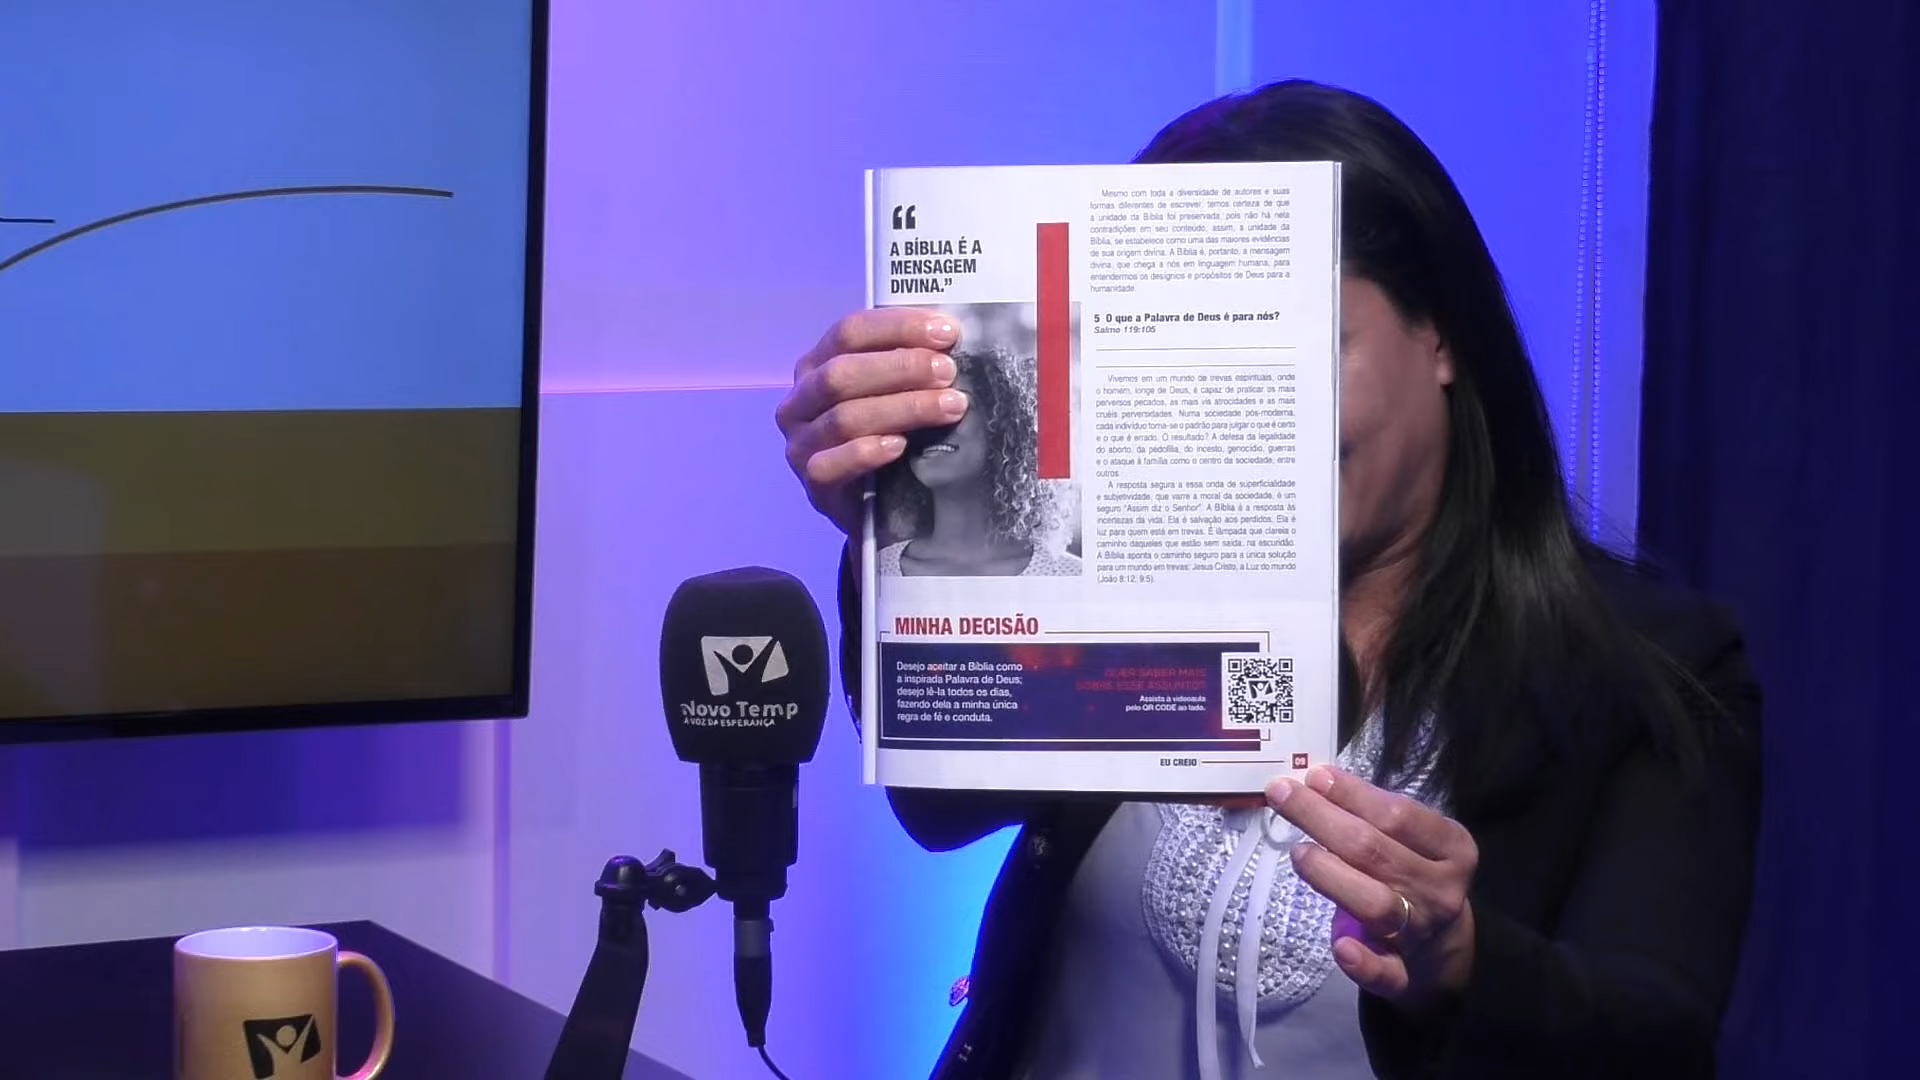 “
A BÍBLIA É A
MENSAGEM
DIVINA.”
Mesmo com toda a diversidade de autores e suas
formas diferentes de escrever, temos certeza de que
a unidade da Bíblia foi preservada, pois não há nela
contradições em seu conteúdo, assim, a unidade da
Bíblia, se estabelece como uma das maiores evidências
de sua origem divina. A Bíblia é, portanto, a mensagem
divina, que chega a nós em linguagem humana, para
entendermos os desígnios e propósitos de Deus para a
humanidade.
5 O que a Palavra de Deus é para nós?
Salmo 119:105
Vivemos em um mundo de trevas espirituais, onde
o homem, longe de Deus, é capaz de praticar os mais
perversos pecados, as mais vis atrocidades e as mais
cruéis perversidades. Numa sociedade pós-moderna,
cada indivíduo torna-se o padrão para julgar o que é certo
e o que é errado. O resultado? A defesa da legalidade
do aborto, da pedofilia, do incesto, genocídio, guerras
e o ataque à família como o centro da sociedade, entre
outros.
A resposta segura a essa onda de superficialidade
e subjetividade, que varre a moral da sociedade, é um
seguro “Assim diz o Senhor”. A Bíblia é a resposta às
incertezas da vida. Ela é salvação aos perdidos. Ela é
luz para quem está em trevas. É lâmpada que clareia o
caminho daqueles que estão sem saída, na escuridão.
A Bíblia aponta o caminho seguro para a única solução
para um mundo em trevas: Jesus Cristo, a Luz do mundo
(João 8:12; 9:5).
MINHA DECISÃO
Desejo aceitar a Bíblia como
a inspirada Palavra de Deus;
desejo lê-la todos os dias,
fazendo dela a minha única
regra de fé e conduta.
QUER SABER MAIS
SOBRE ESSE ASSUNTO?
Assista à videoaula
pelo QR CODE ao lado.
EU CREIO
09
Novo Temp
A VOZ DA ESPERANÇA